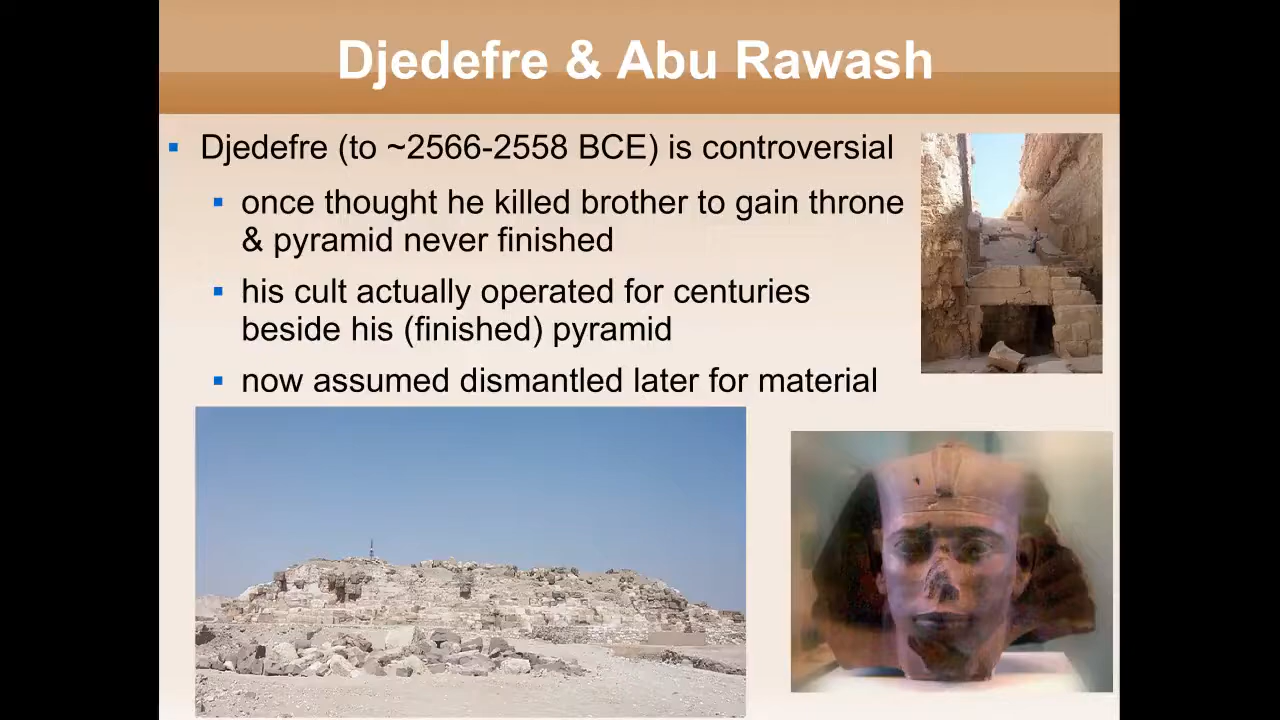 Djedefre & Abu Rawash
Djedefre (to ~2566-2558 BCE) is controversial
once thought he killed brother to gain throne
& pyramid never finished
his cult actually operated for centuries
beside his (finished) pyramid
now assumed dismantled later for material